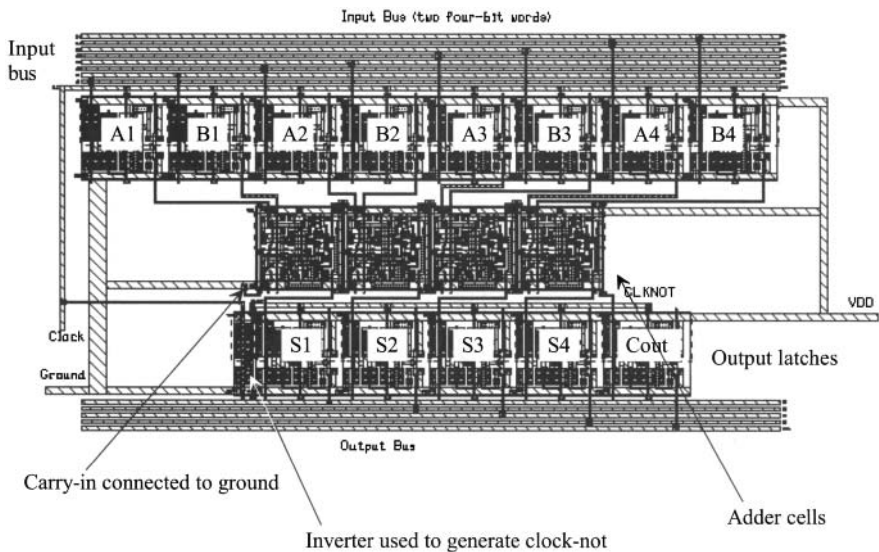 Input Bus (two four-bit words)
Input
bus
A1 B1 A2 B2 A3 B3 A4 B4
CLKNOT
VDD
Clock
S1 S2 S3 S4 Cout
Output latches
Ground
Output Bus
Carry-in connected to ground
Adder cells
Inverter used to generate clock-not